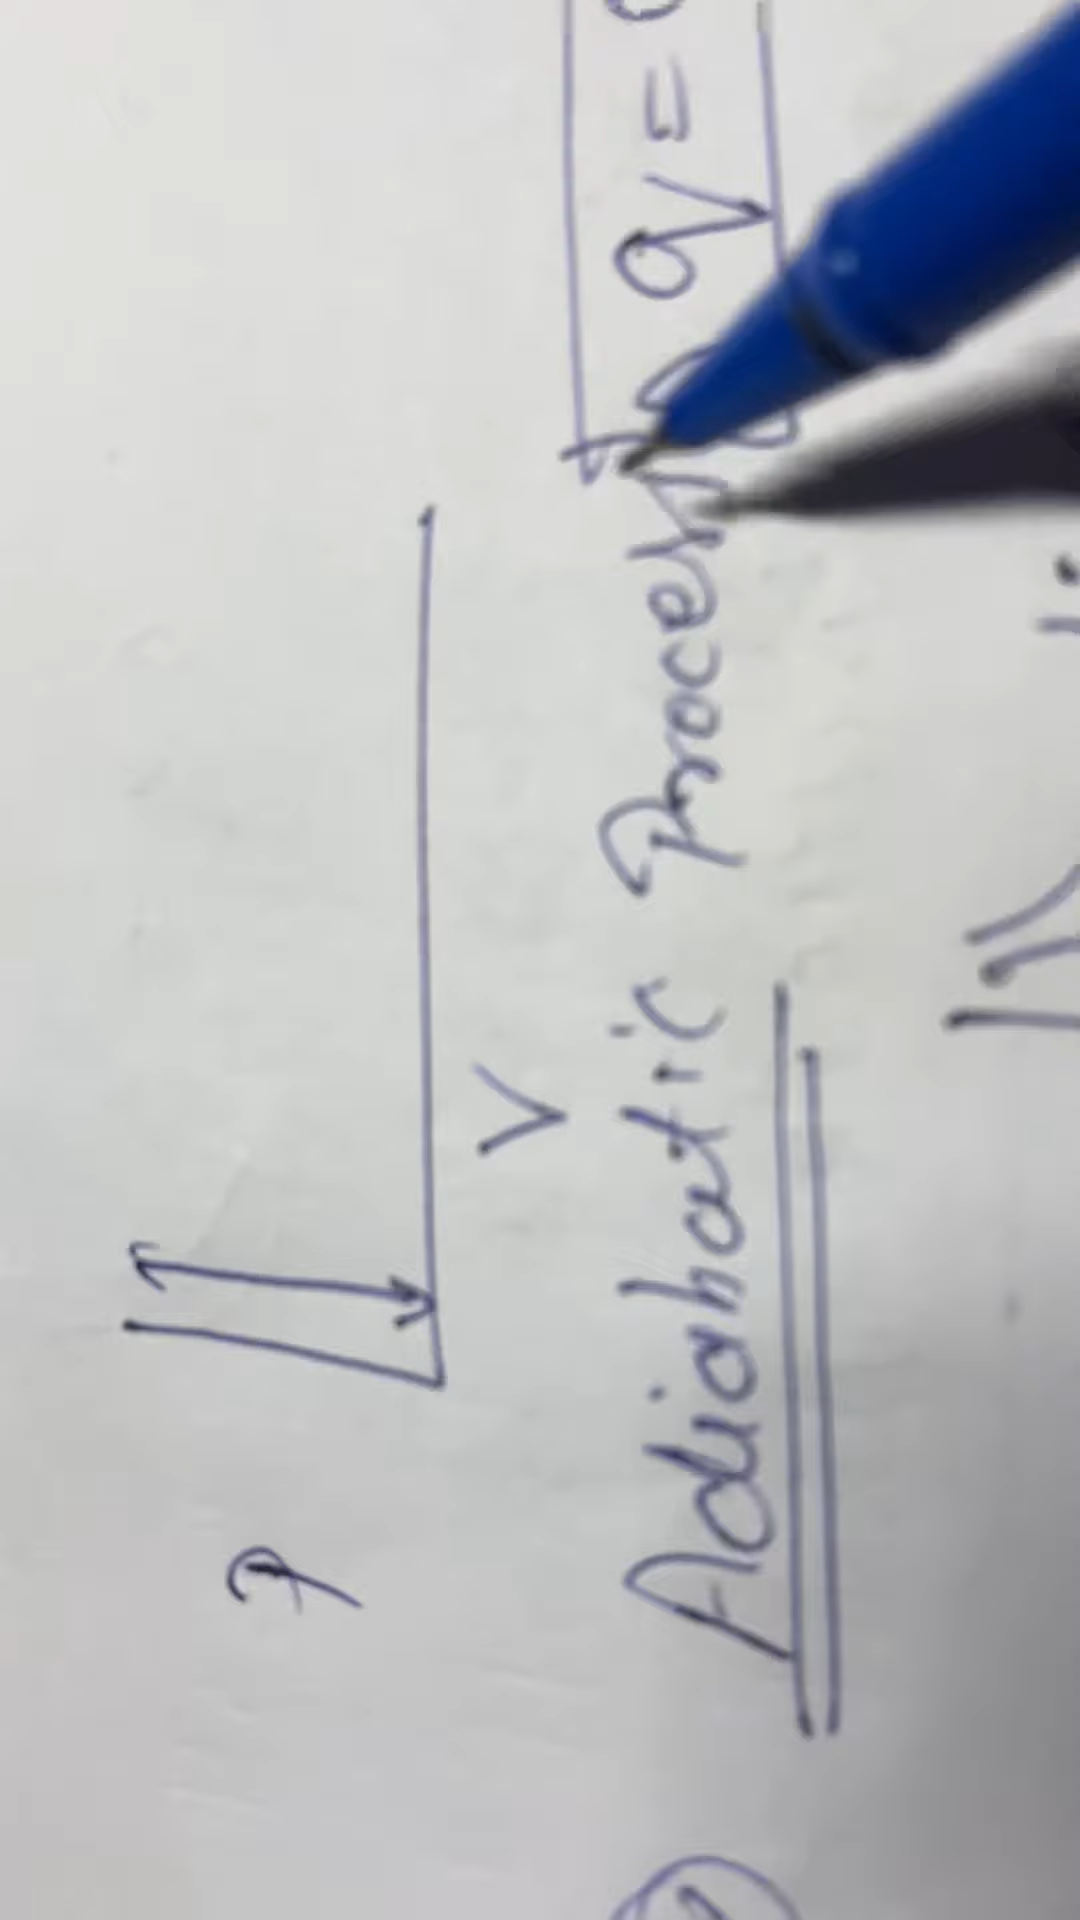 P
V
Adiabatic Process q =